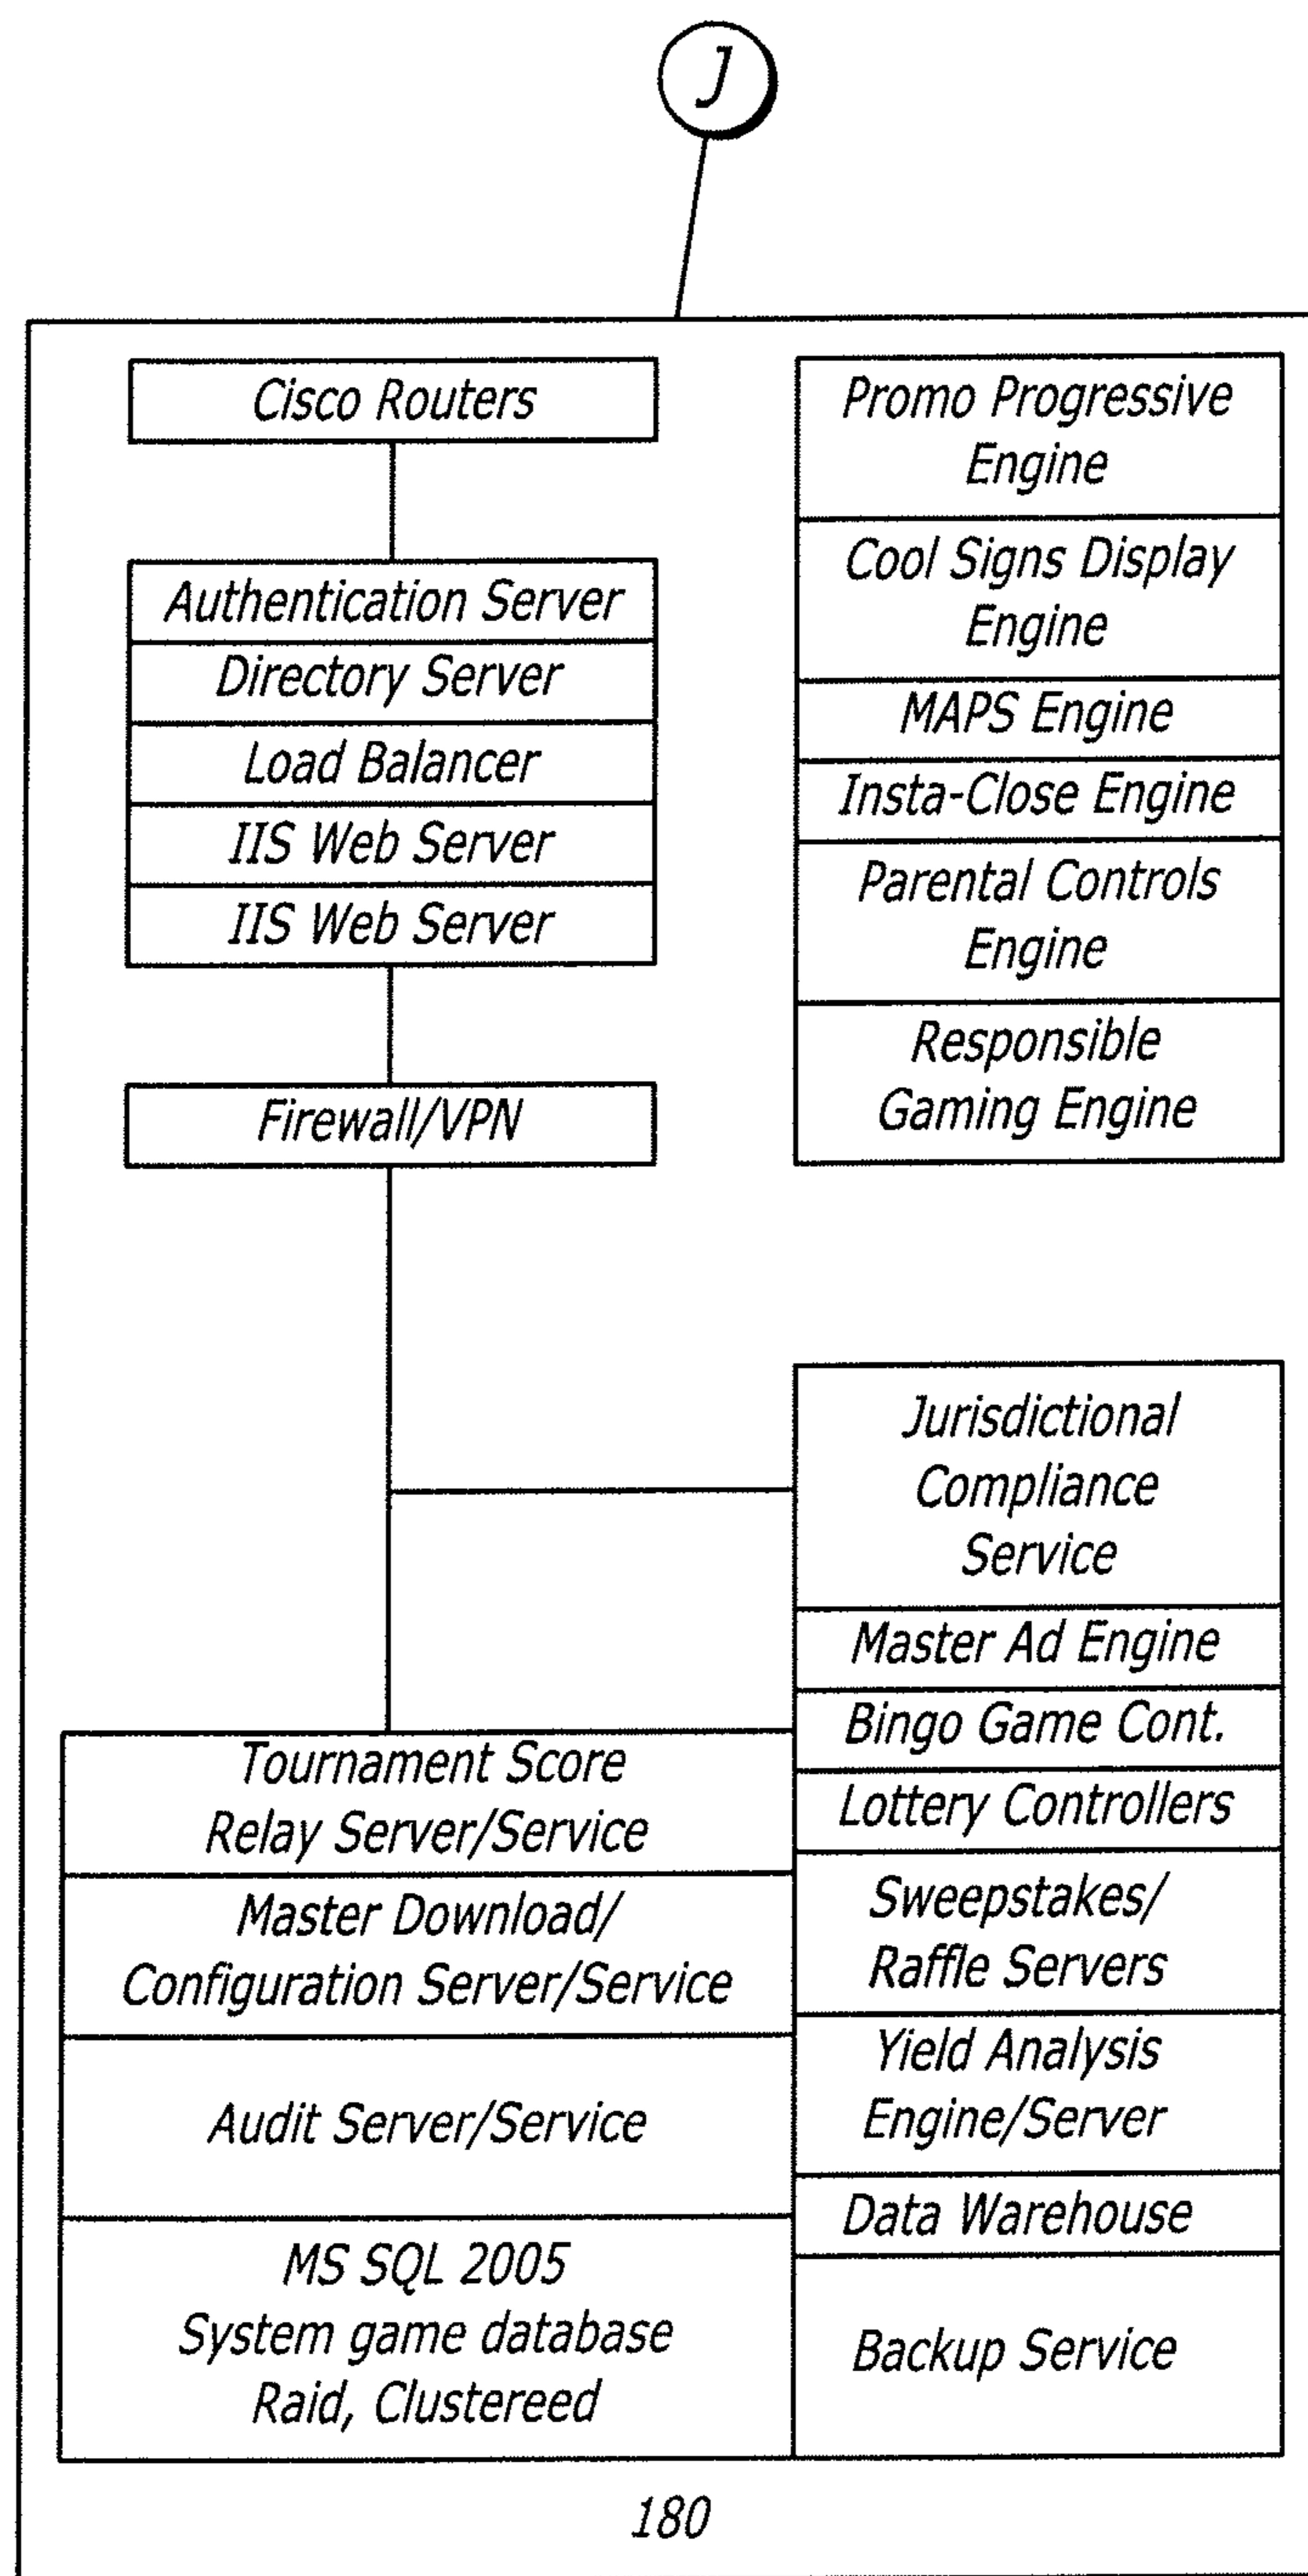 J
Cisco Routers
Authentication Server
Directory Server
Load Balancer
IIS Web Server
IIS Web Server
Firewall/VPN
Promo Progressive
Engine
Cool Signs Display
Engine
MAPS Engine
Insta-Close Engine
Parental Controls
Engine
Responsible
Gaming Engine
Tournament Score
Relay Server/Service
Master Download/
Configuration Server/Service
Audit Server/Service
MS SQL 2005
System game database
Raid, Clustereed
Jurisdictional
Compliance
Service
Master Ad Engine
Bingo Game Cont.
Lottery Controllers
Sweepstakes/
Raffle Servers
Yield Analysis
Engine/Server
Data Warehouse
Backup Service
180